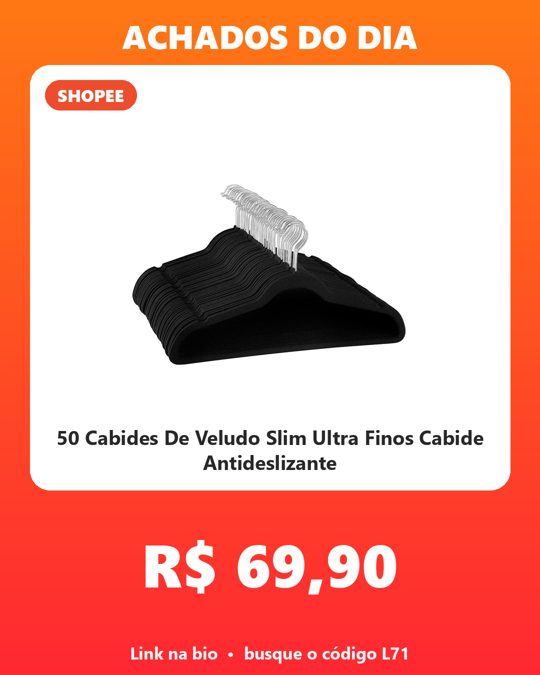 ACHADOS DO DIA
SHOPEE
50 Cabides De Veludo Slim Ultra Finos Cabide
Antideslizante
R$ 69,90
Link na bio • busque o código L71